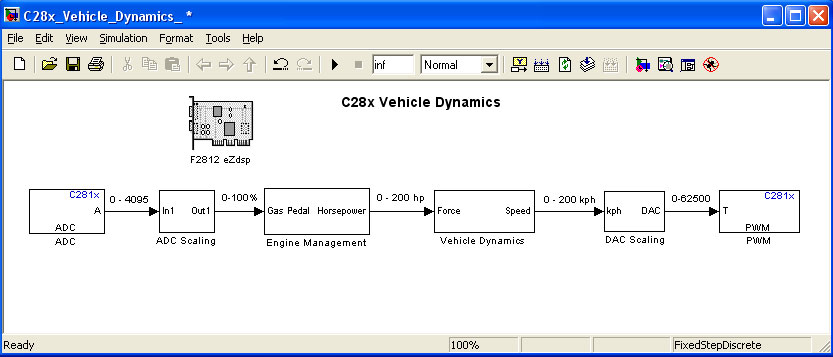 C28x_Vehicle_Dynamics_ *
File Edit View Simulation Format Tools Help
inf Normal
C28x Vehicle Dynamics
F2812 eZdsp
C281x A ADC
ADC
0 - 4095
In1 Out1
ADC Scaling
0-100%
Gas Pedal Horsepower
Engine Management
0 - 200 hp
Force Speed
Vehicle Dynamics
0 - 200 kph
kph DAC
DAC Scaling
0-62500
C281x T PWM
PWM
Ready 100% FixedStepDiscrete